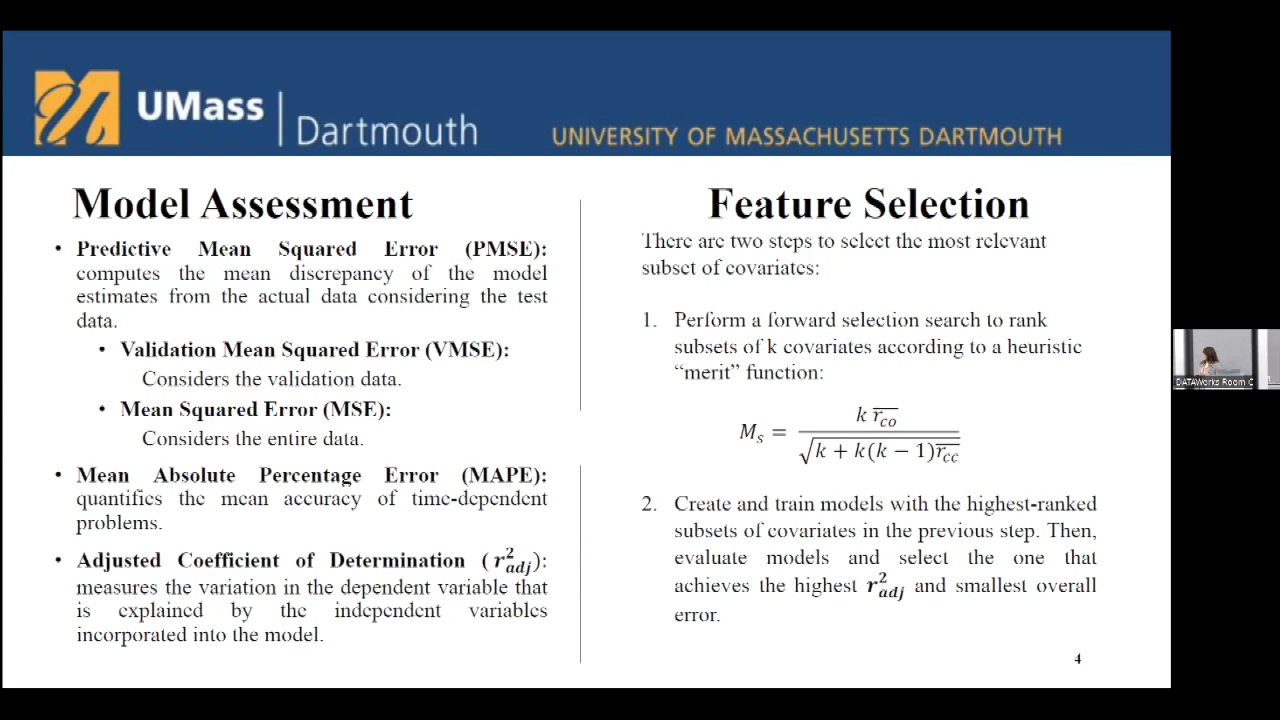 UMass
Dartmouth
UNIVERSITY OF MASSACHUSETTS DARTMOUTH
Model Assessment
• Predictive Mean Squared Error (PMSE):
computes the mean discrepancy of the model
estimates from the actual data considering the test
data.
• Validation Mean Squared Error (VMSE):
Considers the validation data.
• Mean Squared Error (MSE):
Considers the entire data.
• Mean Absolute Percentage Error (MAPE):
quantifies the mean accuracy of time-dependent
problems.
• Adjusted Coefficient of Determination (r²adj):
measures the variation in the dependent variable that
is explained by the independent variables
incorporated into the model.
Feature Selection
There are two steps to select the most relevant
subset of covariates:
1. Perform a forward selection search to rank
subsets of k covariates according to a heuristic
“merit” function:
M_s = k r̅_co / √(k + k(k − 1)r̅_cc)
2. Create and train models with the highest-ranked
subsets of covariates in the previous step. Then,
evaluate models and select the one that
achieves the highest r²adj and smallest overall
error.
4
DATAWorks Room C